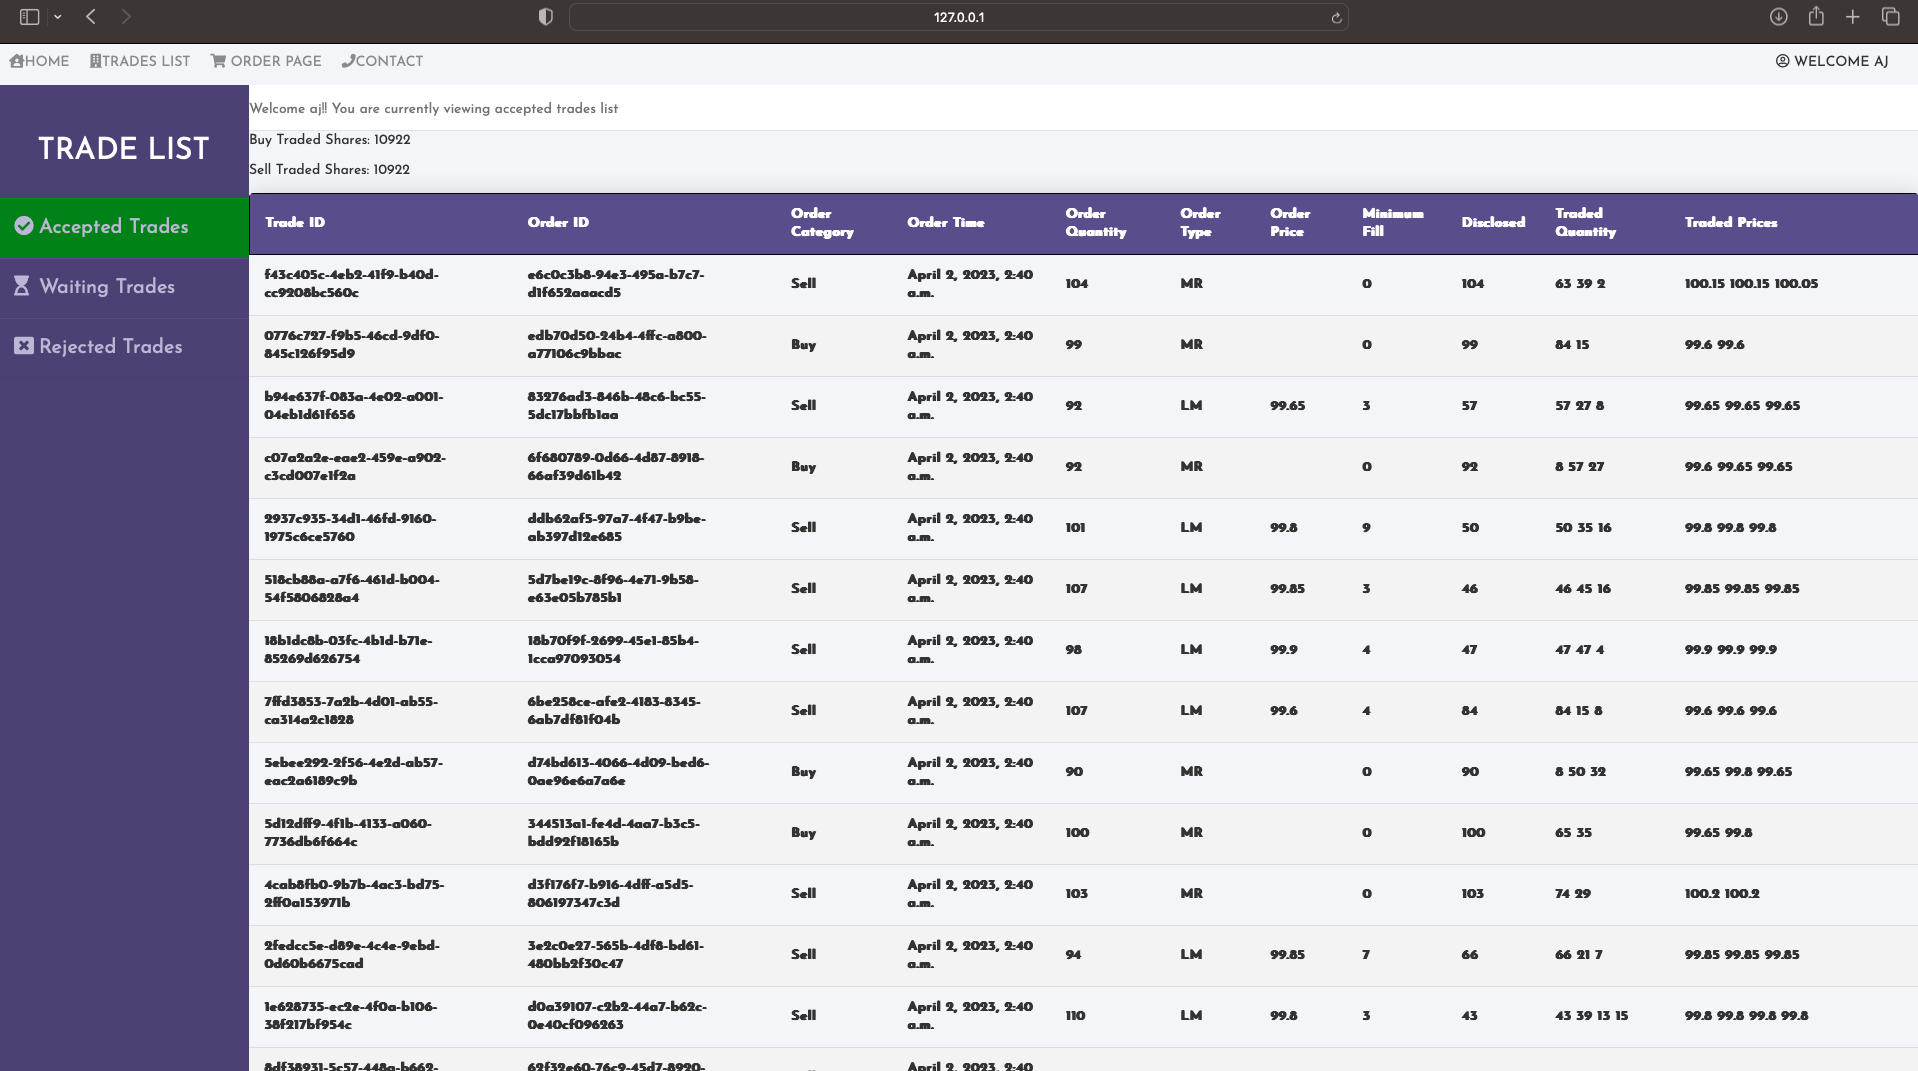 127.0.0.1
HOME TRADES LIST ORDER PAGE CONTACT WELCOME AJ
TRADE LIST
Accepted Trades
Waiting Trades
Rejected Trades
Welcome aj!! You are currently viewing accepted trades list
Buy Traded Shares: 10922
Sell Traded Shares: 10922
Trade ID Order ID Order Category Order Time Order Quantity Order Type Order Price Minimum Fill Disclosed Traded Quantity Traded Prices
f43c405c-4eb2-41f9-b40d-cc9208bc560c e6c0c3b8-94e3-495a-b7c7-d1f652aaacd5 Sell April 2, 2023, 2:40 a.m. 104 MR 0 104 63 39 2 100.15 100.15 100.05
0776c727-f9b5-46cd-9df0-845c126f95d9 edb70d50-24b4-4ffc-a800-a77106c9bbac Buy April 2, 2023, 2:40 a.m. 99 MR 0 99 84 15 99.6 99.6
b94e637f-083a-4e02-a001-04eb1d61f656 83276ad3-846b-48c6-bc55-5dc17bbfb1aa Sell April 2, 2023, 2:40 a.m. 92 LM 99.65 3 57 57 27 8 99.65 99.65 99.65
c07a2a2e-eae2-459e-a902-c3cd007e1f2a 6f680789-0d66-4d87-8918-66af39d61b42 Buy April 2, 2023, 2:40 a.m. 92 MR 0 92 8 57 27 99.6 99.65 99.65
2937c935-34d1-46fd-9160-1975c6ce5760 ddb62af5-97a7-4f47-b9be-ab397d12e685 Sell April 2, 2023, 2:40 a.m. 101 LM 99.8 9 50 50 35 16 99.8 99.8 99.8
518cb88a-a7f6-461d-b004-54f5806828a4 5d7be19c-8f96-4e71-9b58-e63e05b785b1 Sell April 2, 2023, 2:40 a.m. 107 LM 99.85 3 46 46 45 16 99.85 99.85 99.85
18b1dc8b-03fc-4b1d-b71e-85269d626754 18b70f9f-2699-45e1-85b4-1cca97093054 Sell April 2, 2023, 2:40 a.m. 98 LM 99.9 4 47 47 47 4 99.9 99.9 99.9
7ffd3853-7a2b-4d01-ab55-ca314a2c1828 6be258ce-afe2-4183-8345-6ab7df81f04b Sell April 2, 2023, 2:40 a.m. 107 LM 99.6 4 84 84 15 8 99.6 99.6 99.6
5ebee292-2f56-4e2d-ab57-eac2a6189c9b d74bd613-4066-4d09-bed6-0ae96e6a7a6e Buy April 2, 2023, 2:40 a.m. 90 MR 0 90 8 50 32 99.65 99.8 99.65
5d12dff9-4f1b-4133-a060-7736db6f664c 344513a1-fe4d-4aa7-b3c5-bdd92f18165b Buy April 2, 2023, 2:40 a.m. 100 MR 0 100 65 35 99.65 99.8
4cab8fb0-9b7b-4ac3-bd75-2ff0a153971b d3f176f7-b916-4dff-a5d5-806197347c3d Sell April 2, 2023, 2:40 a.m. 103 MR 0 103 74 29 100.2 100.2
2fedcc5e-d89e-4c4e-9ebd-0d60b6675cad 3e2c0e27-565b-4df8-bd61-480bb2f30c47 Sell April 2, 2023, 2:40 a.m. 94 LM 99.85 7 66 66 21 7 99.85 99.85 99.85
1e628735-ec2e-4f0a-b106-38f217bf954c d0a39107-c2b2-44a7-b62c-0e40cf096263 Sell April 2, 2023, 2:40 a.m. 110 LM 99.8 3 43 43 39 13 15 99.8 99.8 99.8 99.8
8df38931-5c57-448a-b662- 62f32e60-76c9-45d7-8920- April 2, 2023, 2:40